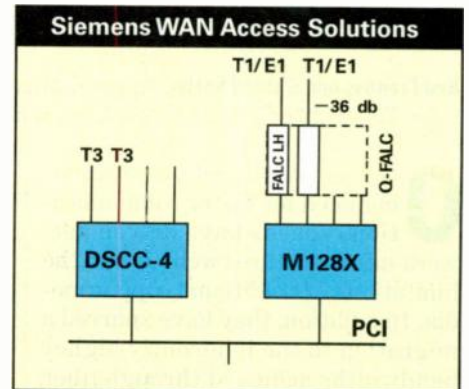 Siemens WAN Access Solutions
T1/E1 T1/E1
–36 db
FALC LH
Q-FALC
T3 T3
DSCC-4
M128X
PCI